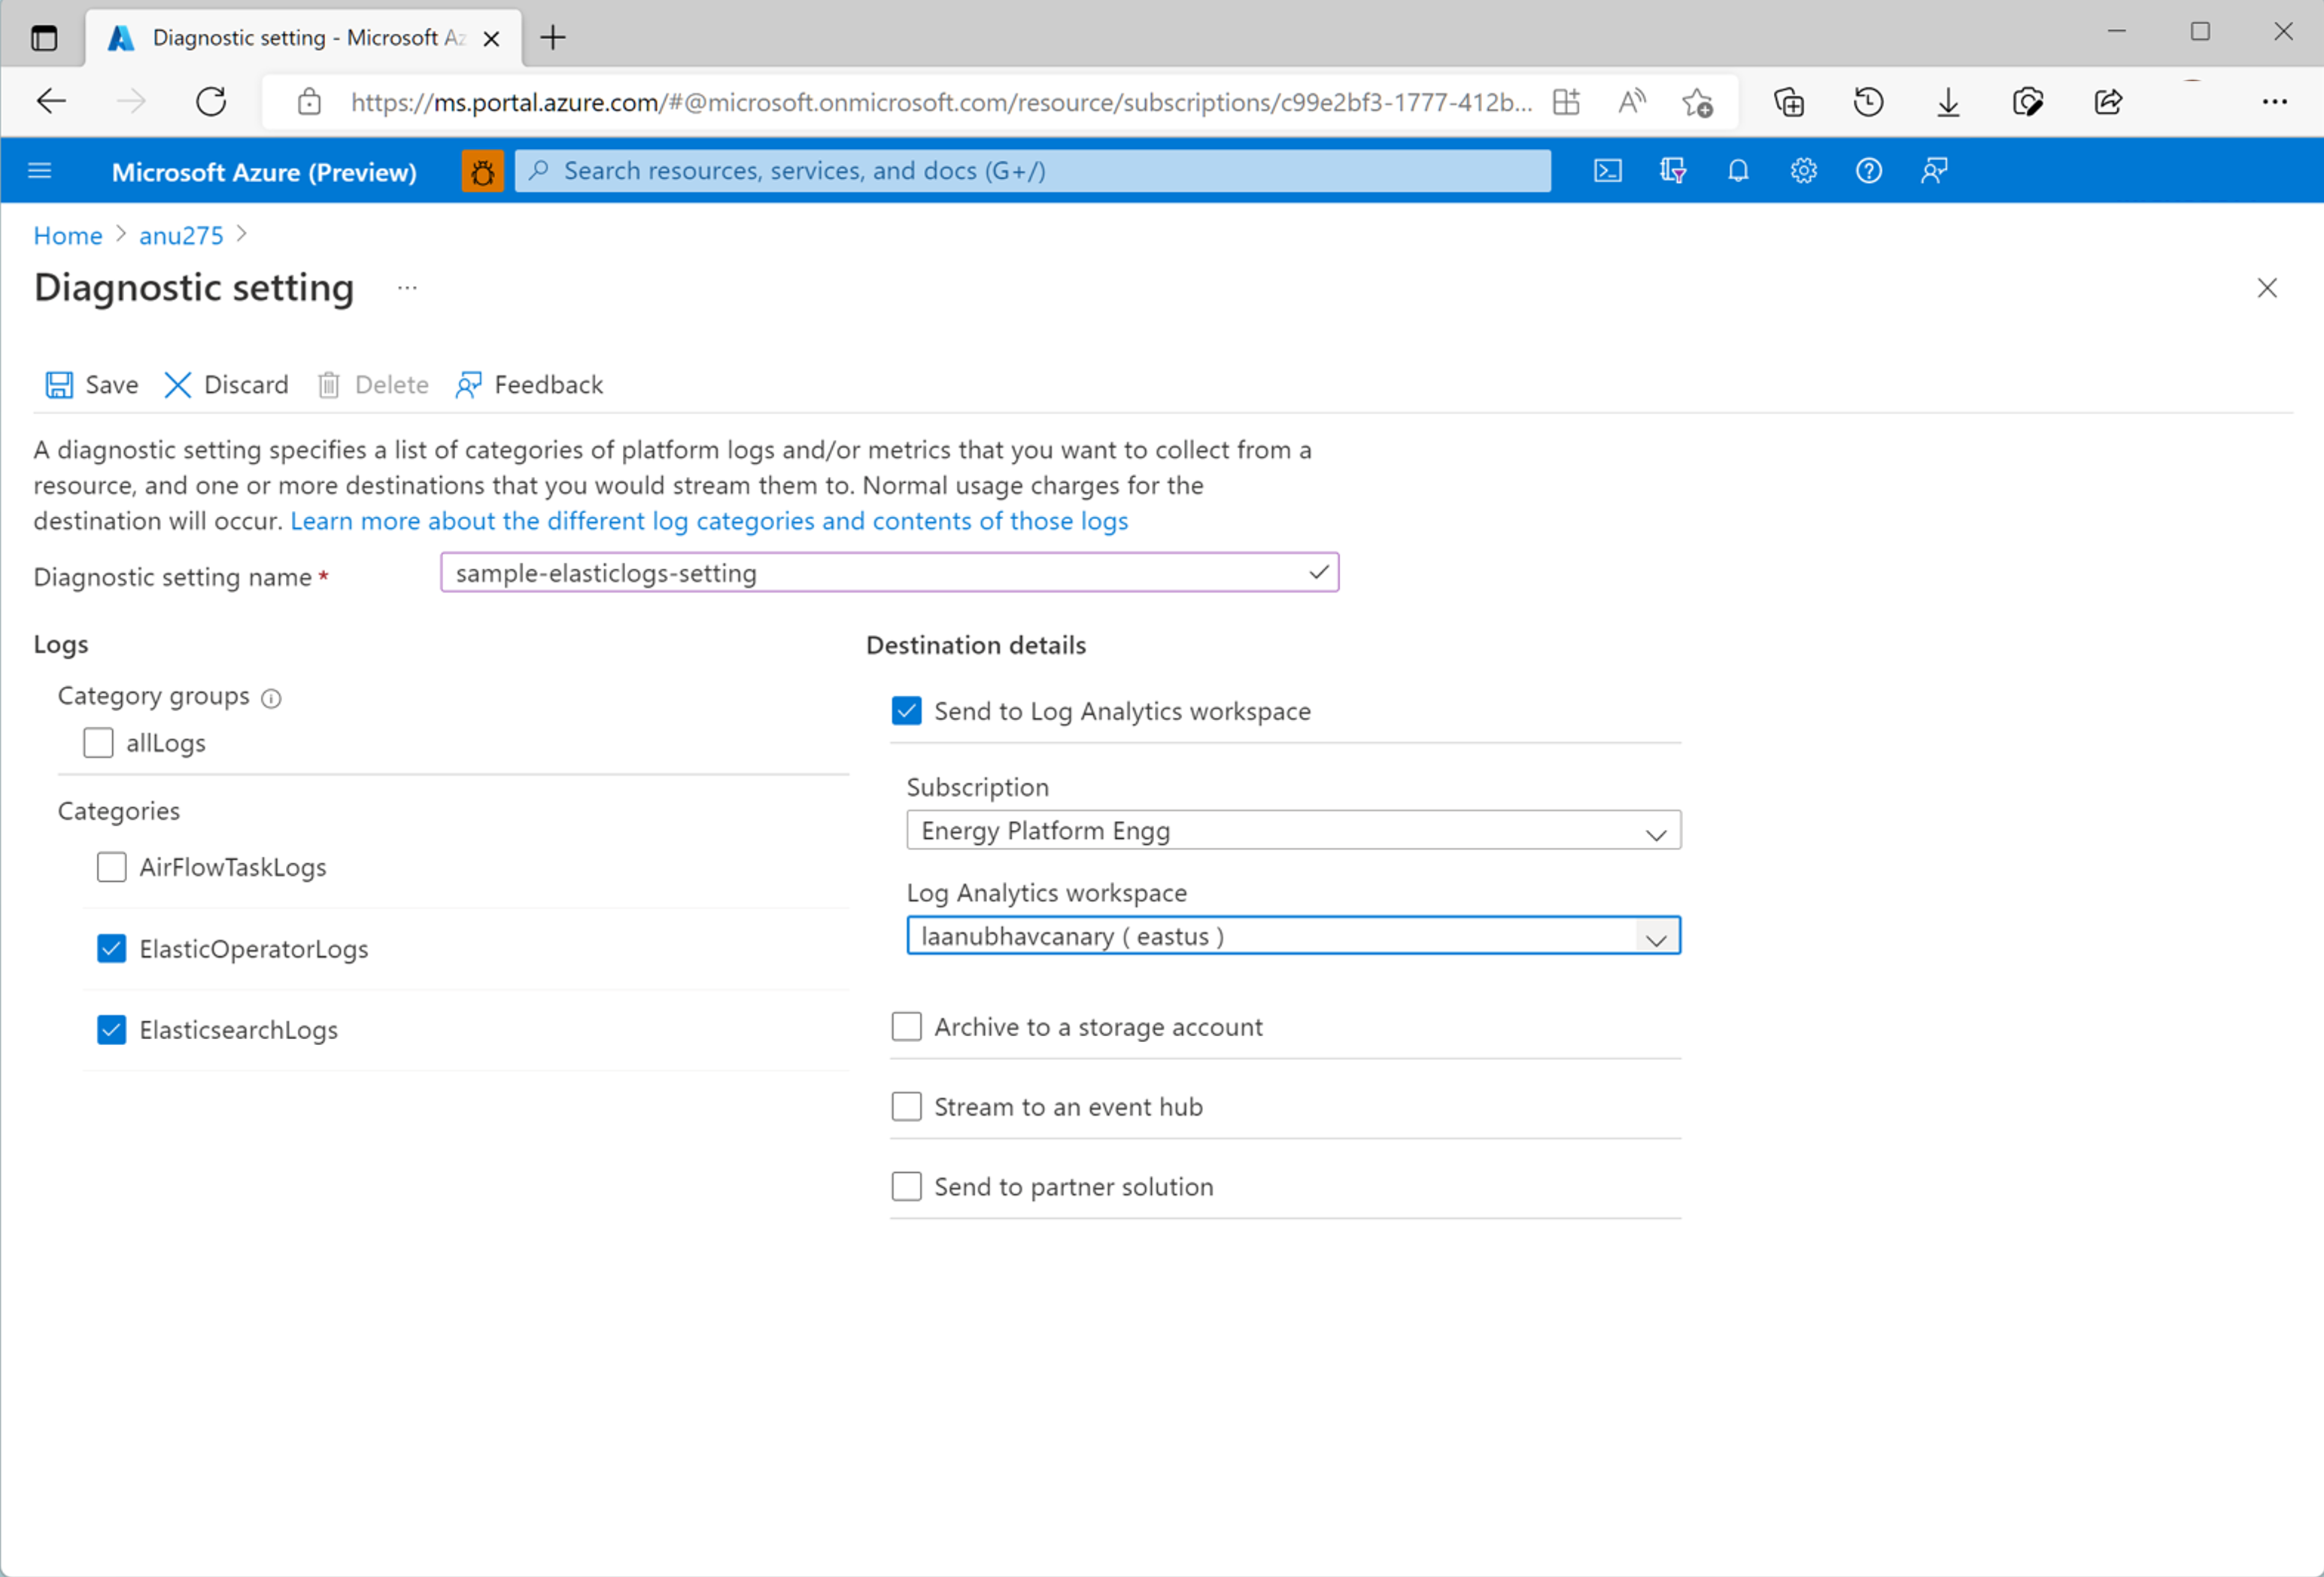 Diagnostic setting - Microsoft Az
https://ms.portal.azure.com/#@microsoft.onmicrosoft.com/resource/subscriptions/c99e2bf3-1777-412b...
Microsoft Azure (Preview)
Search resources, services, and docs (G+/)
Home > anu275 >
Diagnostic setting ...
Save Discard Delete Feedback
A diagnostic setting specifies a list of categories of platform logs and/or metrics that you want to collect from a
resource, and one or more destinations that you would stream them to. Normal usage charges for the
destination will occur. Learn more about the different log categories and contents of those logs
Diagnostic setting name *
sample-elasticlogs-setting
Logs
Category groups
allLogs
Categories
AirFlowTaskLogs
ElasticOperatorLogs
ElasticsearchLogs
Destination details
Send to Log Analytics workspace
Subscription
Energy Platform Engg
Log Analytics workspace
laanubhavcanary ( eastus )
Archive to a storage account
Stream to an event hub
Send to partner solution